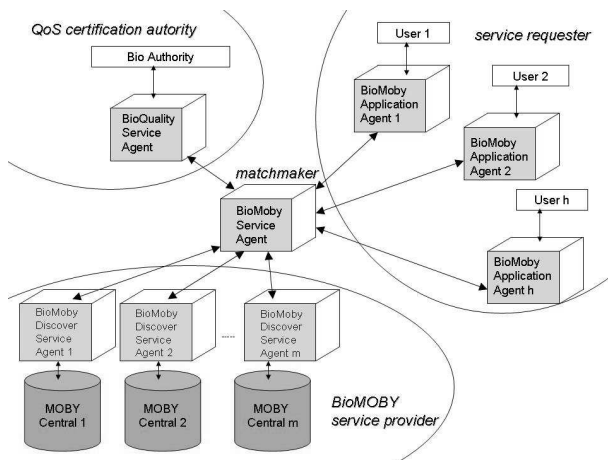 QoS certification autority
Bio Authority
BioQuality
Service
Agent
service requester
User 1
BioMoby
Application
Agent 1
User 2
BioMoby
Application
Agent 2
User h
BioMoby
Application
Agent h
matchmaker
BioMoby
Service
Agent
BioMoby
Discover
Service
Agent 1
BioMoby
Discover
Service
Agent 2
.....
BioMoby
Discover
Service
Agent m
MOBY
Central 1
MOBY
Central 2
MOBY
Central m
BioMOBY
service provider